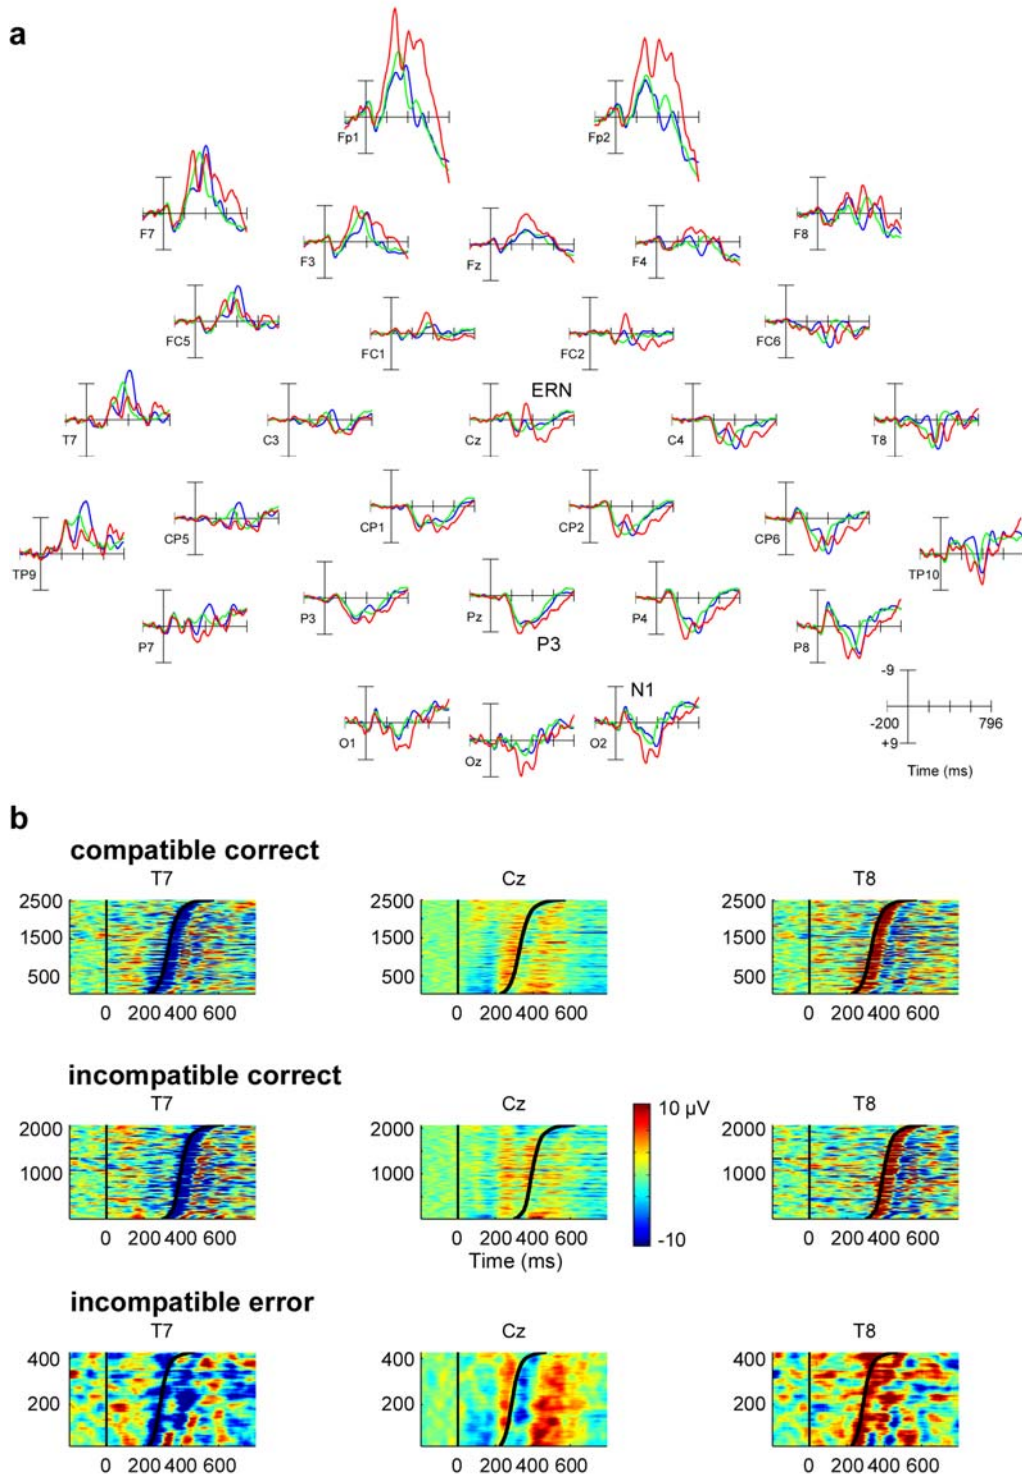 a
Fp1
Fp2
F7
F3
Fz
F4
F8
FC5
FC1
FC2
FC6
ERN
T7
C3
Cz
C4
T8
TP9
CP5
CP1
CP2
CP6
TP10
P7
P3
Pz
P4
P8
P3
N1
O1
Oz
O2
-9
-200 796
+9
Time (ms)
b
compatible correct
T7 Cz T8
2500 2500 2500
1500 1500 1500
500 500 500
0 200 400 600 0 200 400 600 0 200 400 600
incompatible correct
T7 Cz T8
10 µV
2000 2000 2000
1000 1000 1000
-10
0 200 400 600 0 200 400 600 0 200 400 600
Time (ms)
incompatible error
T7 Cz T8
400 400 400
200 200 200
0 200 400 600 0 200 400 600 0 200 400 600